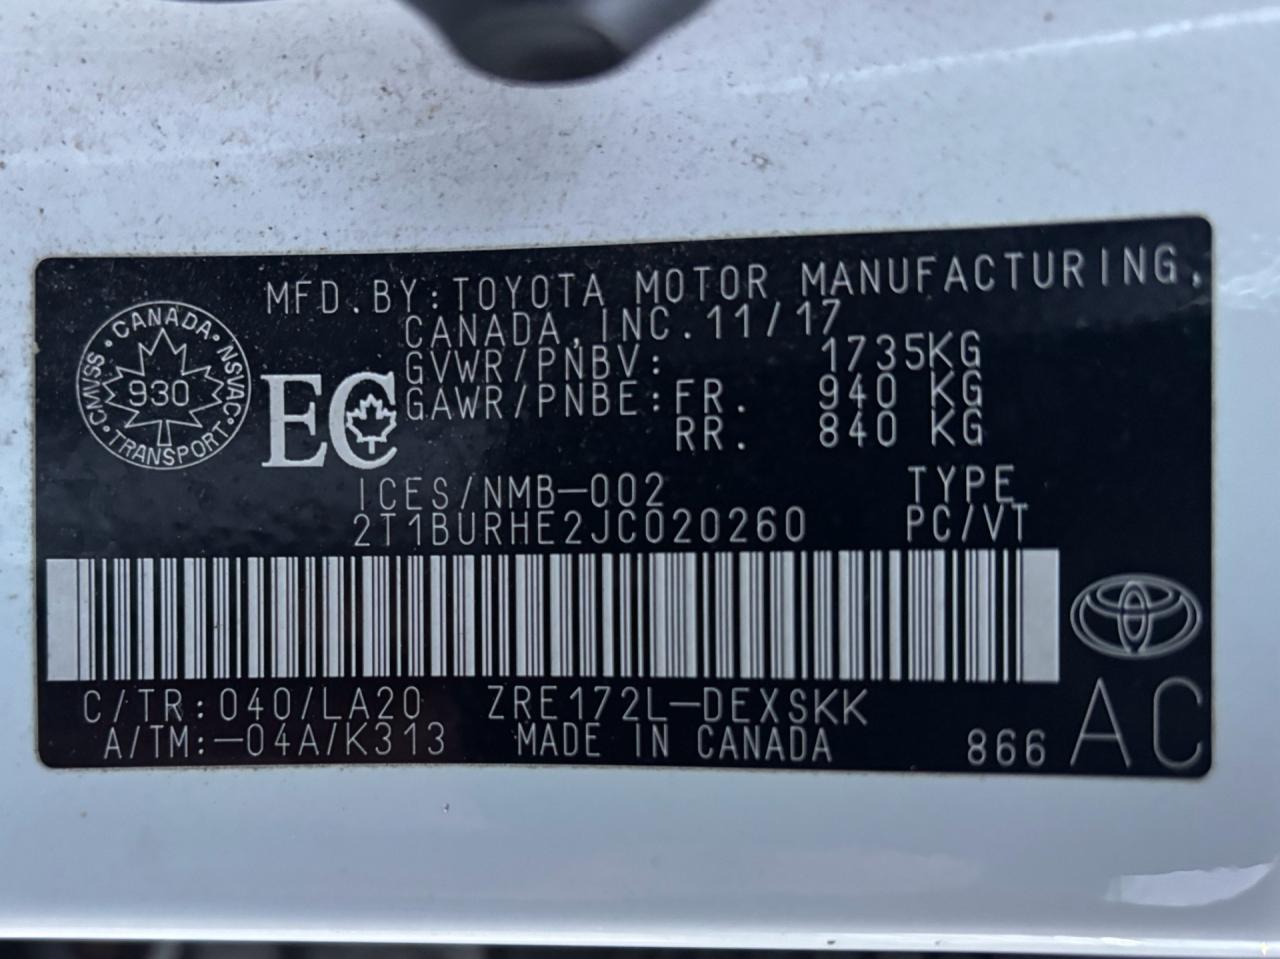 MFD.BY:TOYOTA MOTOR MANUFACTURING,
CANADA, INC. 11/17
GVWR/PNBV: 1735KG
GAWR/PNBE:FR. 940 KG
RR. 840 KG
CANADA
CMVSS 930 NSVAC
TRANSPORT
EC
ICES/NMB-002 TYPE
2T1BURHE2JC020260 PC/VT
C/TR:040/LA20 ZRE172L-DEXSKK
A/TM:-04A/K313 MADE IN CANADA 866 AC